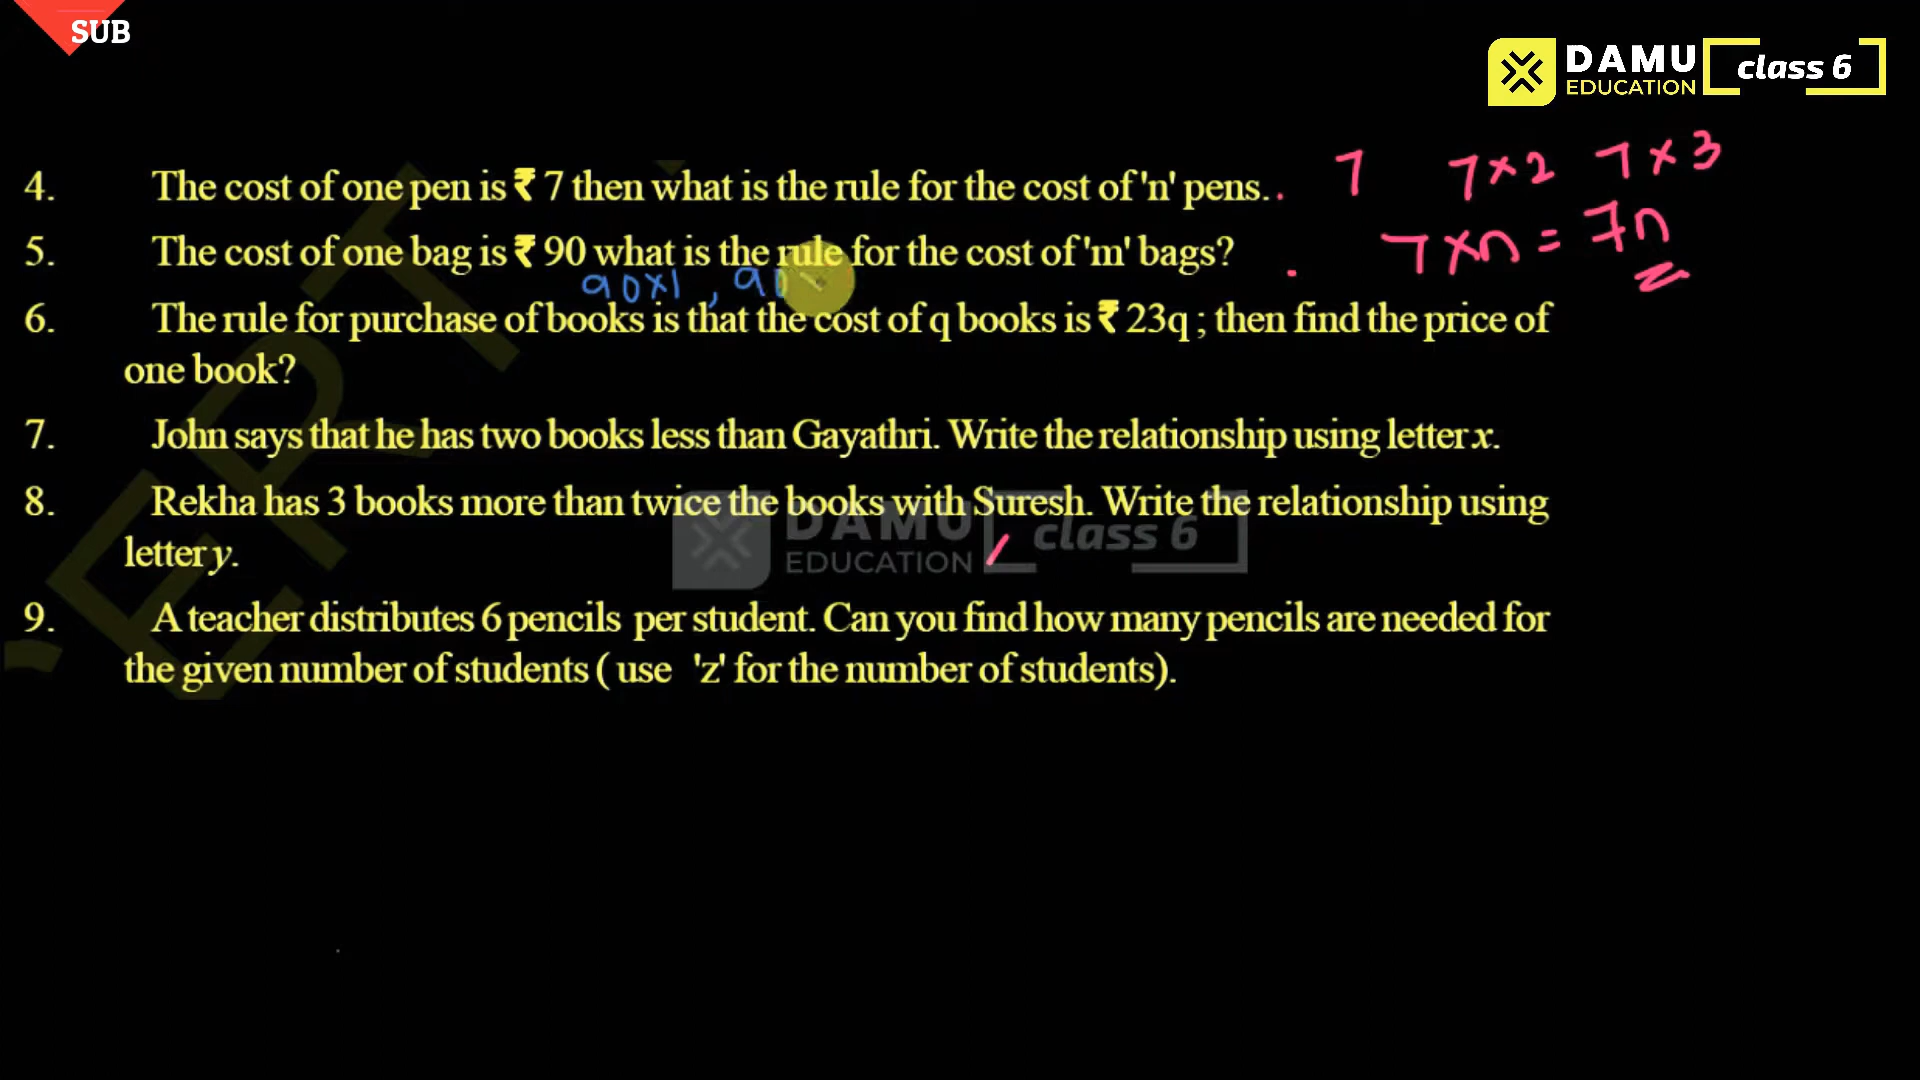 SUB
DAMU
EDUCATION
class 6
4. The cost of one pen is ₹ 7 then what is the rule for the cost of 'n' pens. 7 7×2 7×3
7×n = 7n
5. The cost of one bag is ₹ 90 what is the rule for the cost of 'm' bags?
90×1 , 90
6. The rule for purchase of books is that the cost of q books is ₹ 23q ; then find the price of
one book?
7. John says that he has two books less than Gayathri. Write the relationship using letter x.
8. Rekha has 3 books more than twice the books with Suresh. Write the relationship using
letter y.
DAMU
EDUCATION
class 6
9. A teacher distributes 6 pencils per student. Can you find how many pencils are needed for
the given number of students ( use 'z' for the number of students).